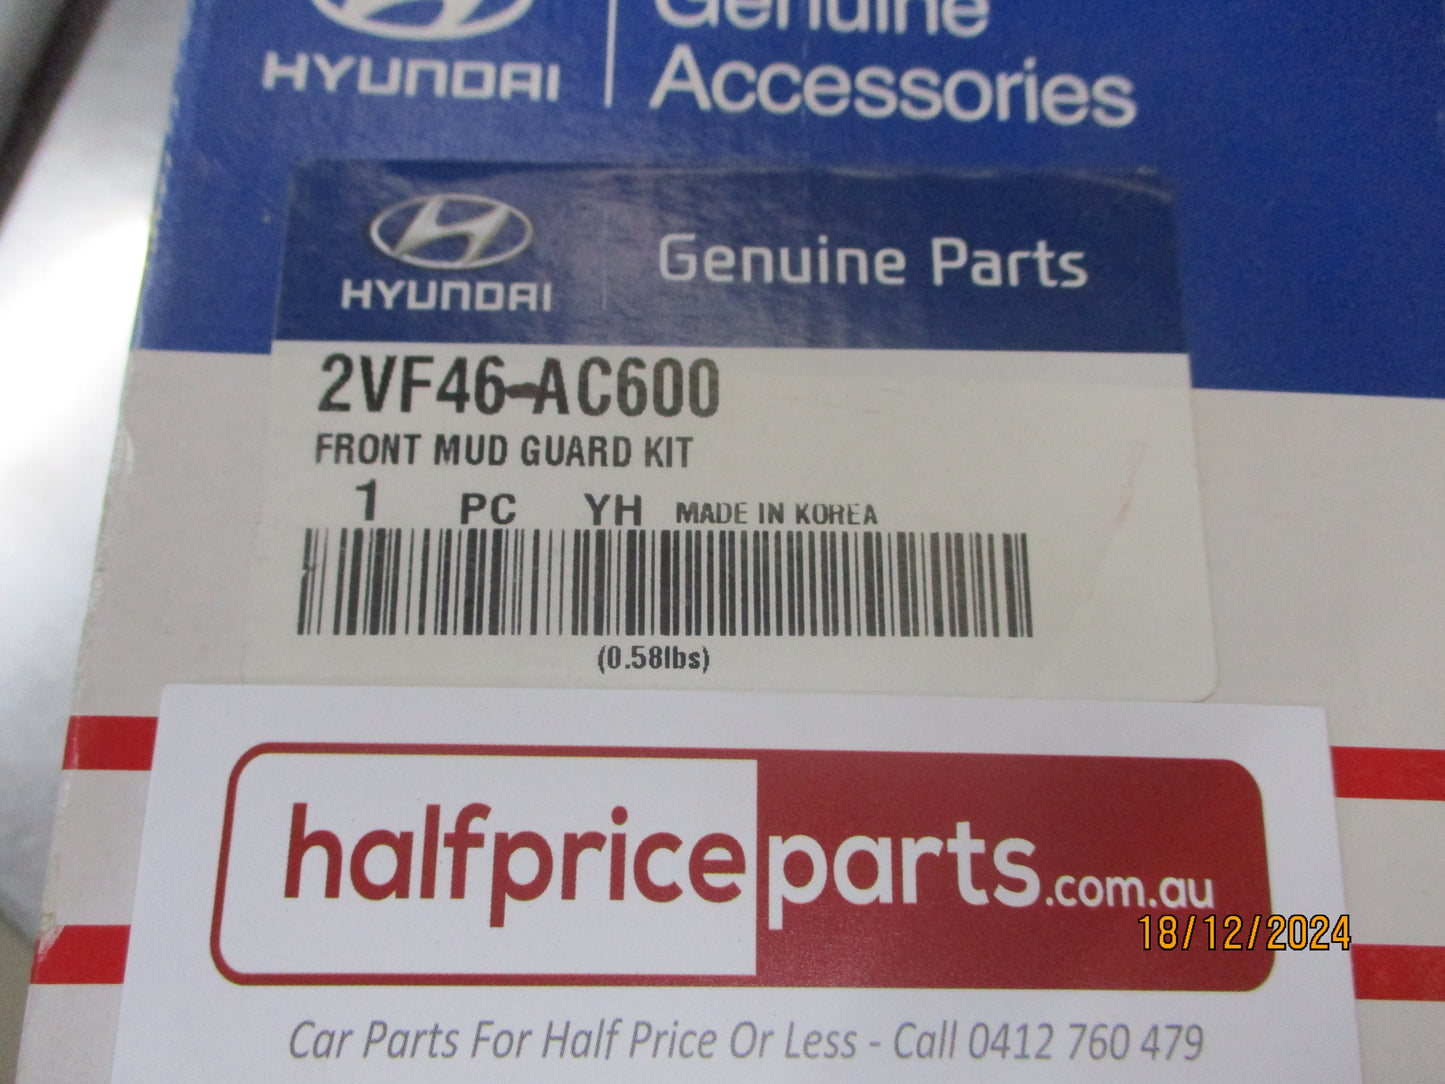 HYUNDAI
Genuine
Accessories
HYUNDAI
Genuine Parts
2VF46-AC600
FRONT MUD GUARD KIT
1 PC YH MADE IN KOREA
(0.58lbs)
halfpriceparts.com.au
18/12/2024
Car Parts For Half Price Or Less - Call 0412 760 479